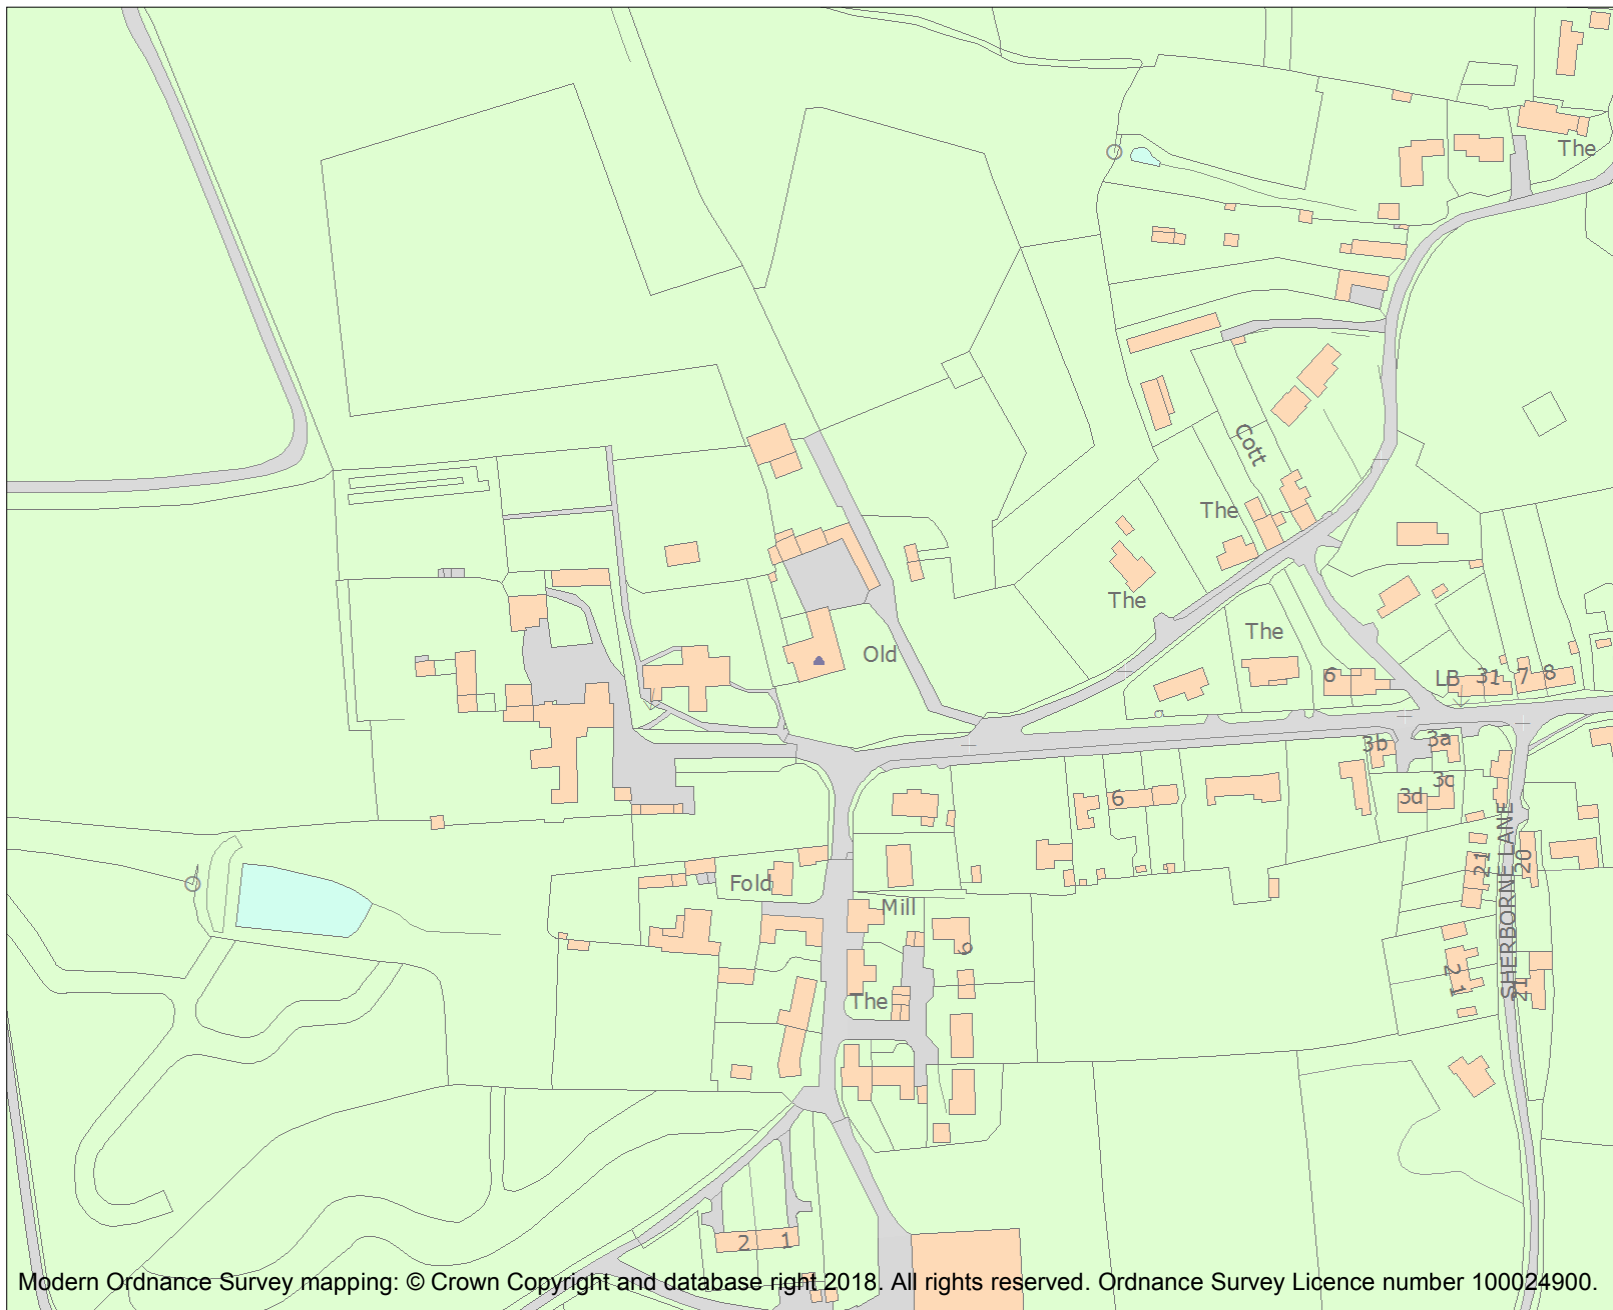 The
Cott
The
The
The
Old
6
LB
31
7
8
3b
3a
3c
3d
6
SHERBORNE LANE
21
20
Fold
Mill
9
The
2
1
21
2
1
Modern Ordnance Survey mapping: © Crown Copyright and database right 2018. All rights reserved. Ordnance Survey Licence number 100024900.